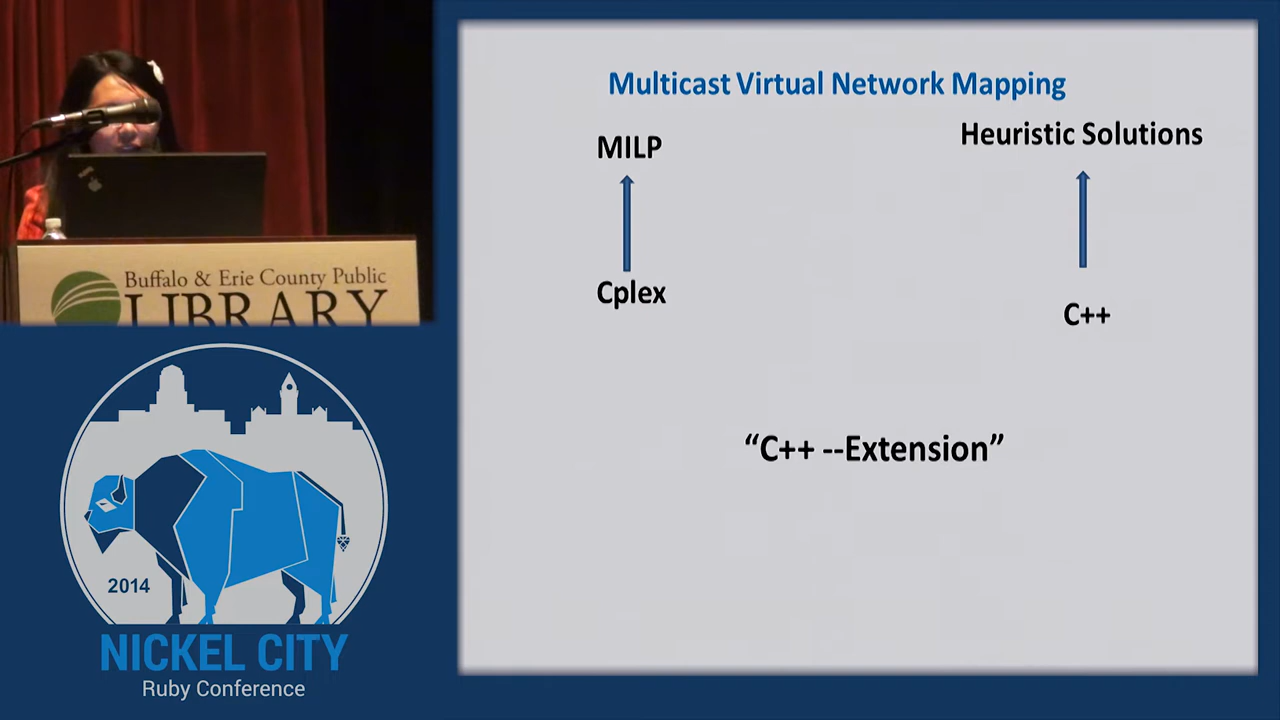 Multicast Virtual Network Mapping
MILP
Heuristic Solutions
Cplex
C++
“C++ --Extension”
Buffalo & Erie County Public
LIBRARY
2014
NICKEL CITY
Ruby Conference